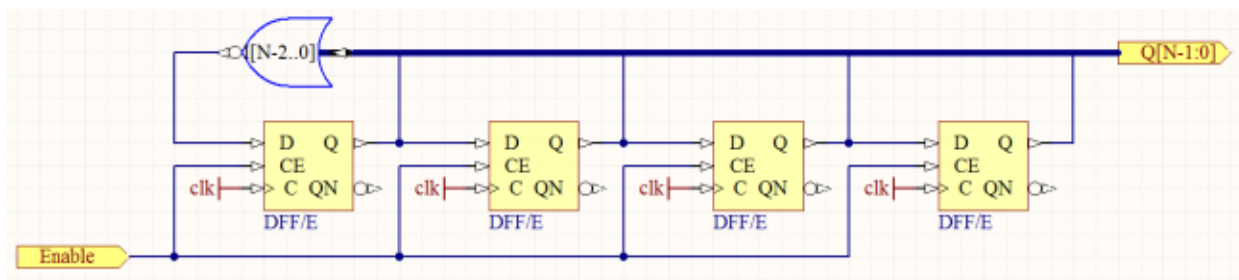 [N-2..0] Q[N-1:0]
D Q D Q D Q D Q
CE CE CE CE
clk C QN clk C QN clk C QN clk C QN
DFF/E DFF/E DFF/E DFF/E
Enable